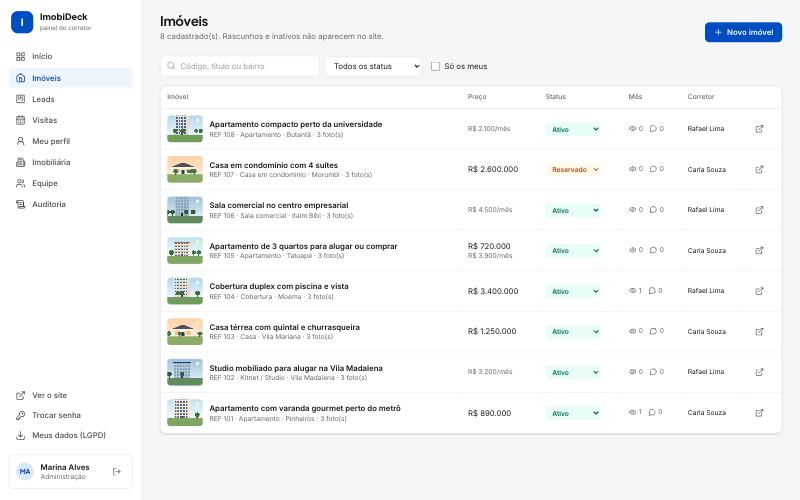 I
ImobiDeck
painel do corretor
Início
Imóveis
Leads
Visitas
Meu perfil
Imobiliária
Equipe
Auditoria
Ver o site
Trocar senha
Meus dados (LGPD)
MA
Marina Alves
Administração
Imóveis
8 cadastrado(s). Rascunhos e inativos não aparecem no site.
+ Novo imóvel
Código, título ou bairro
Todos os status
Só os meus
Imóvel Preço Status Mês Corretor
Apartamento compacto perto da universidade
REF 108 · Apartamento · Butantã · 3 foto(s)
R$ 2.100/mês
Ativo
0 0
Rafael Lima
Casa em condomínio com 4 suítes
REF 107 · Casa em condomínio · Morumbi · 3 foto(s)
R$ 2.600.000
Reservado
0 0
Carla Souza
Sala comercial no centro empresarial
REF 106 · Sala comercial · Itaim Bibi · 3 foto(s)
R$ 4.500/mês
Ativo
0 0
Rafael Lima
Apartamento de 3 quartos para alugar ou comprar
REF 105 · Apartamento · Tatuapé · 3 foto(s)
R$ 720.000
R$ 3.900/mês
Ativo
0 0
Carla Souza
Cobertura duplex com piscina e vista
REF 104 · Cobertura · Moema · 3 foto(s)
R$ 3.400.000
Ativo
1 0
Rafael Lima
Casa térrea com quintal e churrasqueira
REF 103 · Casa · Vila Mariana · 3 foto(s)
R$ 1.250.000
Ativo
0 0
Carla Souza
Studio mobiliado para alugar na Vila Madalena
REF 102 · Kitnet / Studio · Vila Madalena · 3 foto(s)
R$ 3.200/mês
Ativo
0 0
Rafael Lima
Apartamento com varanda gourmet perto do metrô
REF 101 · Apartamento · Pinheiros · 3 foto(s)
R$ 890.000
Ativo
1 0
Carla Souza